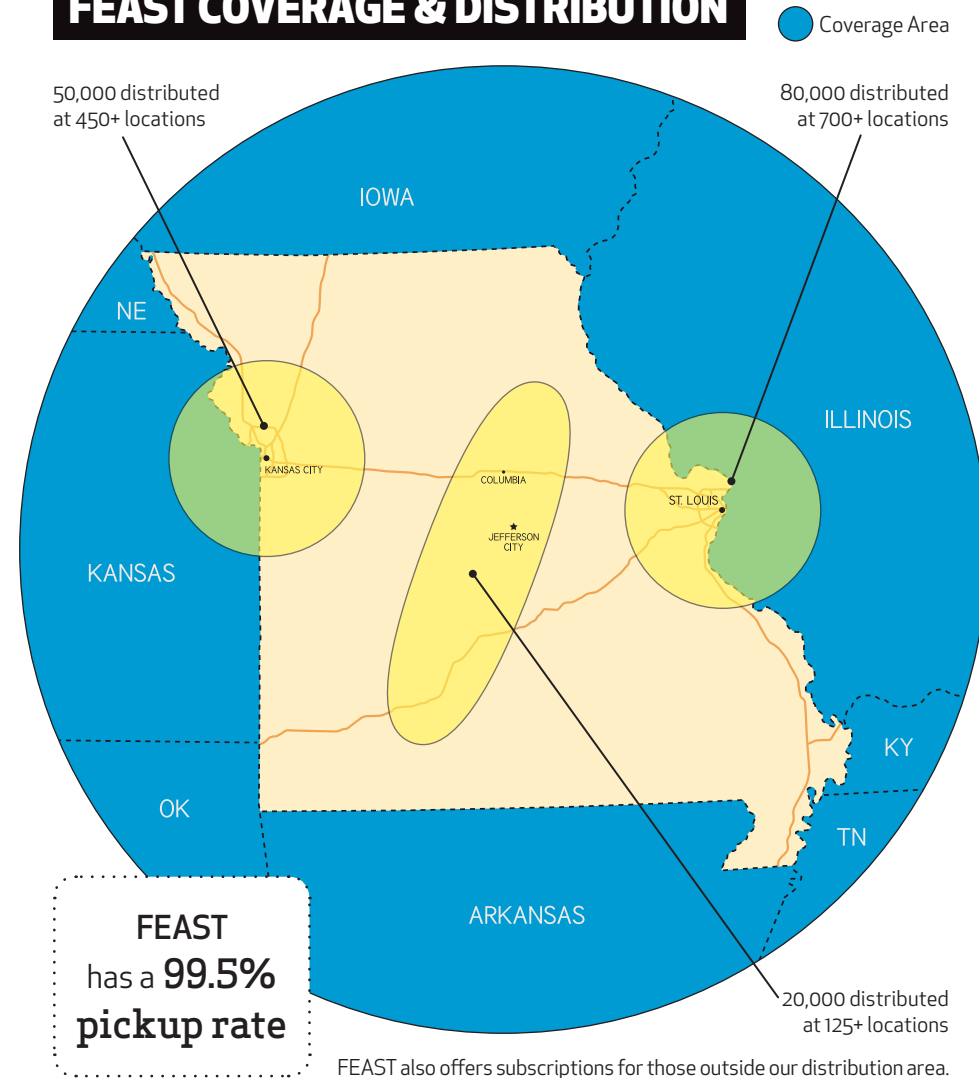 FEAST COVERAGE & DISTRIBUTION
Coverage Area
50,000 distributed
at 450+ locations
80,000 distributed
at 700+ locations
IOWA
NE
ILLINOIS
KANSAS CITY
COLUMBIA
ST. LOUIS
JEFFERSON
CITY
KANSAS
KY
OK
TN
ARKANSAS
FEAST
has a 99.5%
pickup rate
20,000 distributed
at 125+ locations
FEAST also offers subscriptions for those outside our distribution area.